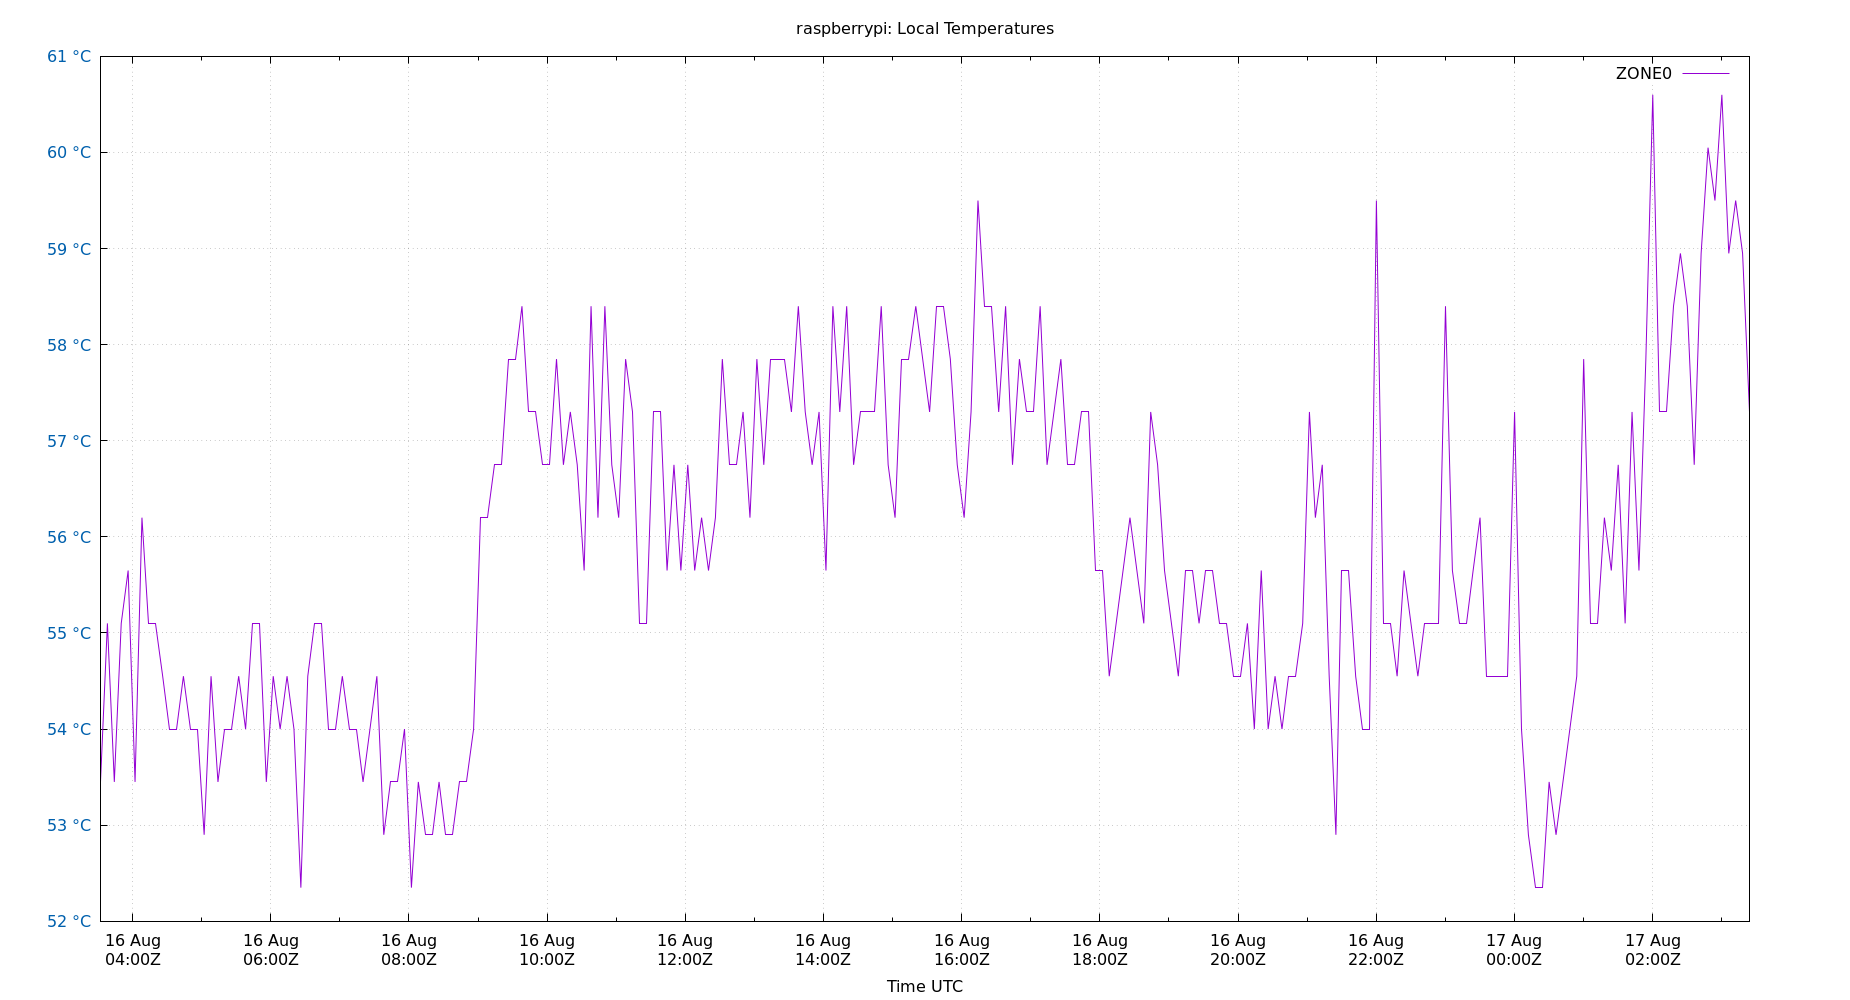 raspberrypi: Local Temperatures
61 °C
ZONE0
60 °C
59 °C
58 °C
57 °C
56 °C
55 °C
54 °C
53 °C
52 °C
16 Aug 16 Aug 16 Aug 16 Aug 16 Aug 16 Aug 16 Aug 16 Aug 16 Aug 16 Aug 17 Aug 17 Aug
04:00Z 06:00Z 08:00Z 10:00Z 12:00Z 14:00Z 16:00Z 18:00Z 20:00Z 22:00Z 00:00Z 02:00Z
Time UTC